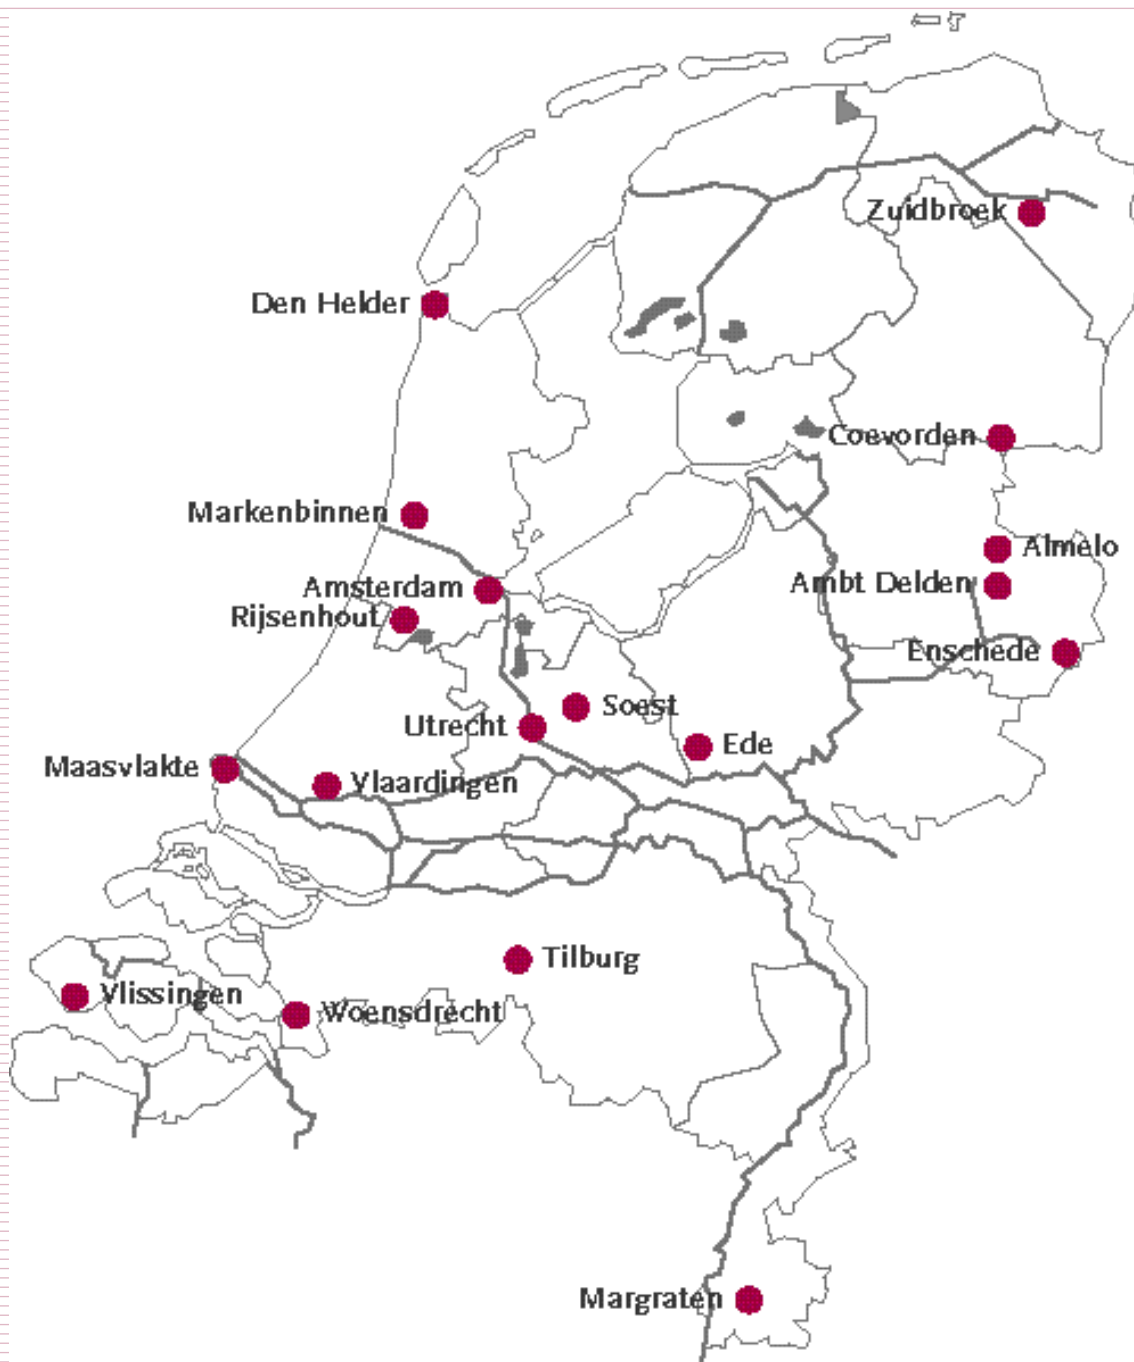 Zuidbroek
Den Helder
Coevorden
Markenbinnen
Almelo
Amsterdam
Ambt Delden
Rijsenhout
Enschede
Soest
Utrecht
Ede
Maasvlakte
Vlaardingen
Tilburg
Vlissingen
Woensdrecht
Margraten